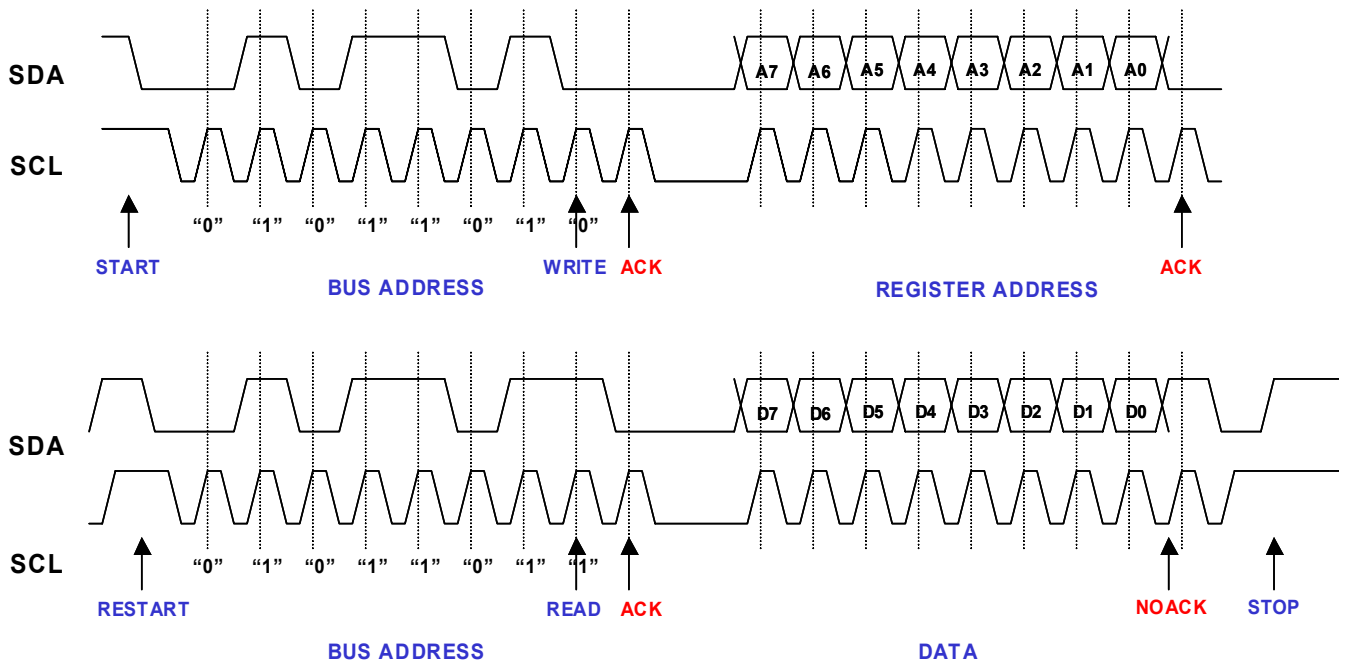 SDA A7 A6 A5 A4 A3 A2 A1 A0
SCL
“0” “1” “0” “1” “1” “0” “1” “0”
START WRITE ACK ACK
BUS ADDRESS REGISTER ADDRESS
D7 D6 D5 D4 D3 D2 D1 D0
SDA
SCL “0” “1” “0” “1” “1” “0” “1” “1”
RESTART READ ACK NOACK STOP
BUS ADDRESS DATA